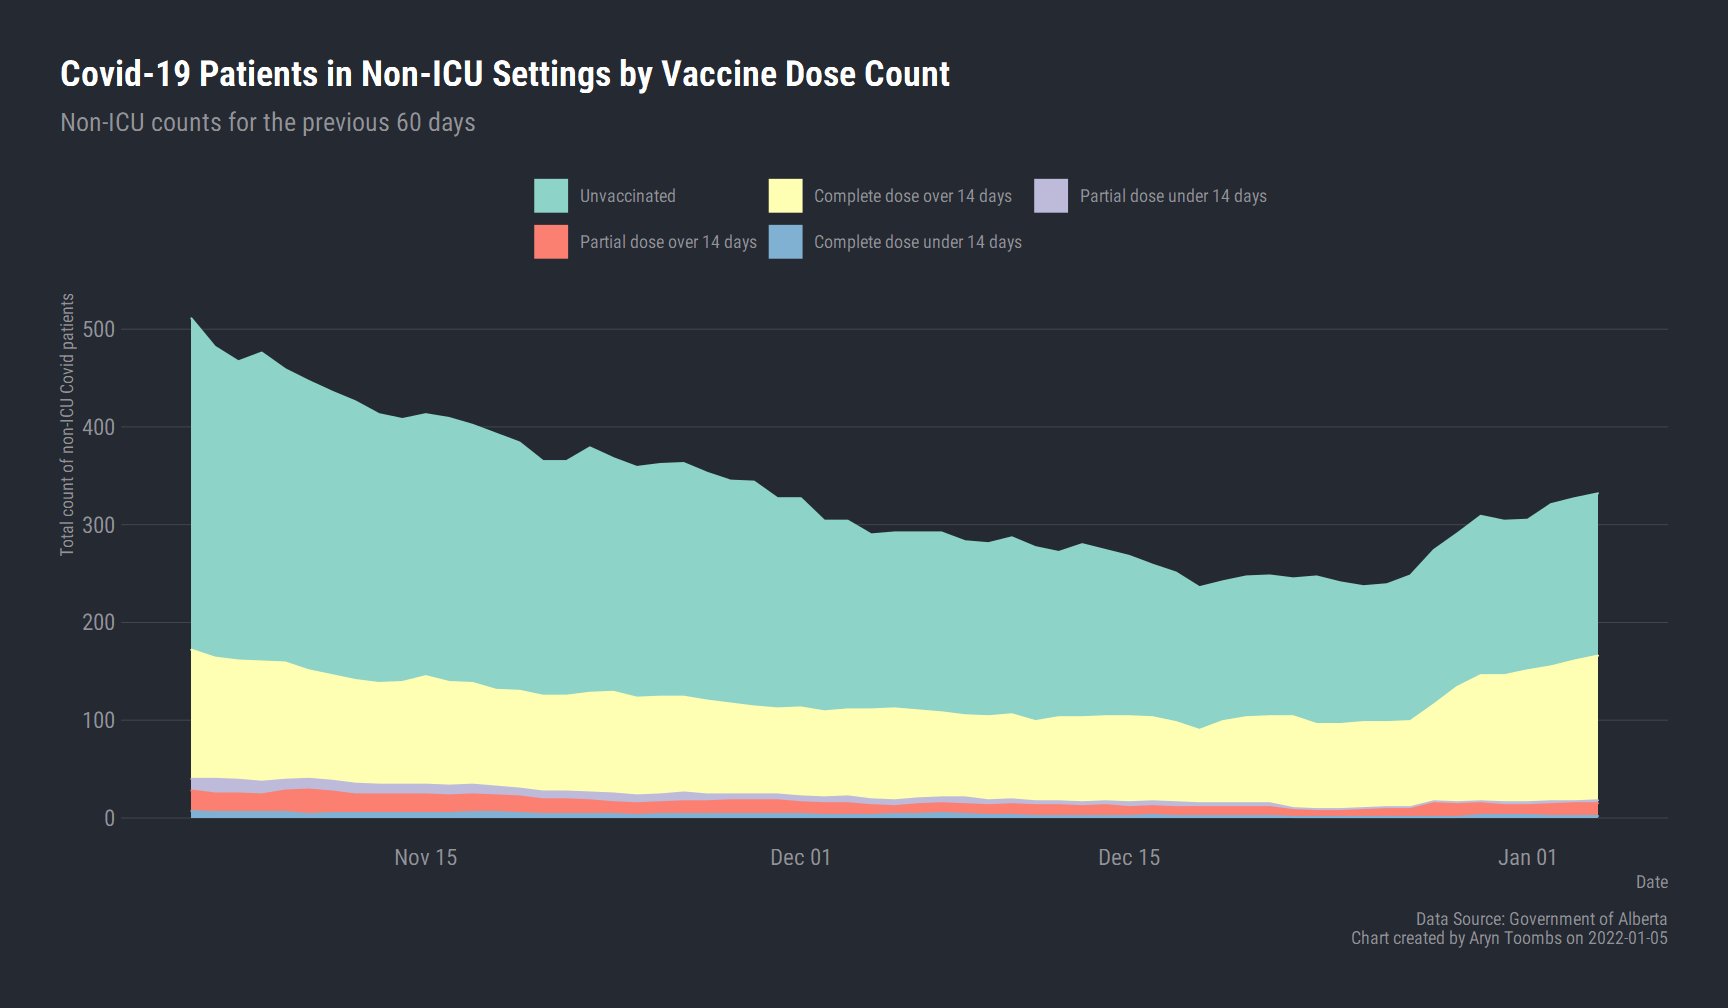 Covid-19 Patients in Non-ICU Settings by Vaccine Dose Count
Non-ICU counts for the previous 60 days
Unvaccinated
Complete dose over 14 days
Partial dose under 14 days
Partial dose over 14 days
Complete dose under 14 days
Total count of non-ICU Covid patients
500
400
300
200
100
0
Nov 15
Dec 01
Dec 15
Jan 01
Date
Data Source: Government of Alberta
Chart created by Aryn Toombs on 2022-01-05